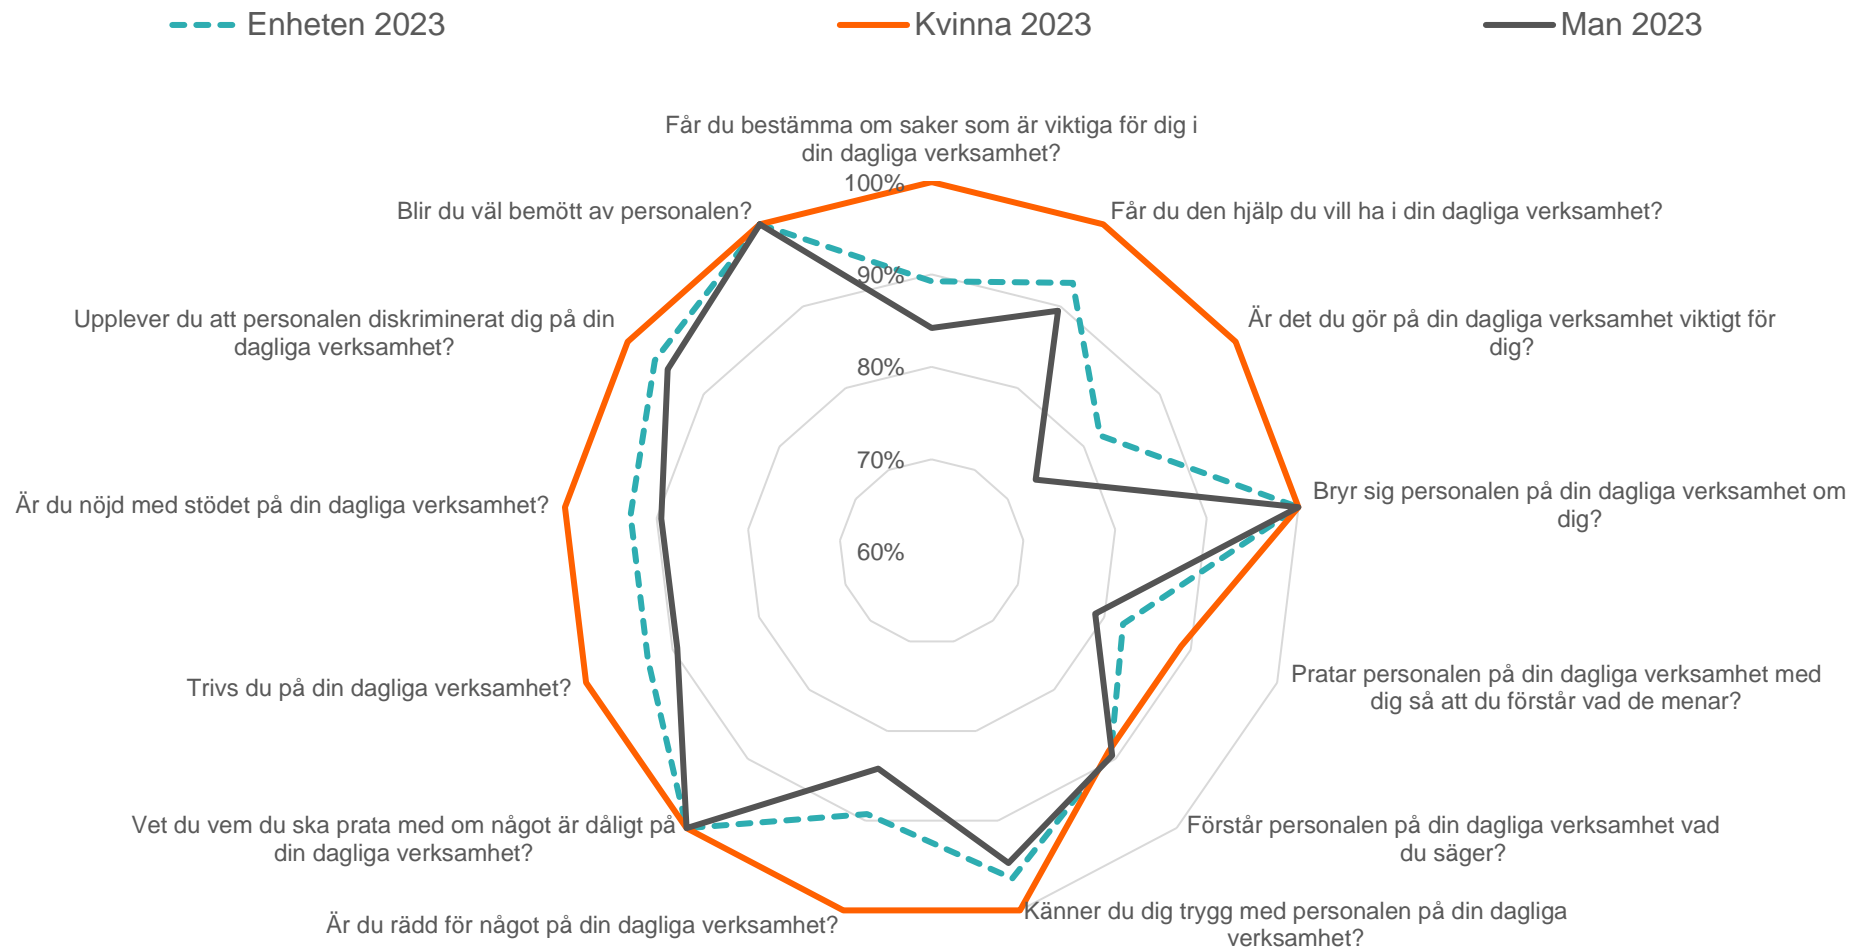 Enheten 2023
Kvinna 2023
Man 2023
Får du bestämma om saker som är viktiga för dig i
din dagliga verksamhet?
100%
90%
80%
70%
60%
Får du den hjälp du vill ha i din dagliga verksamhet?
Är det du gör på din dagliga verksamhet viktigt för
dig?
Bryr sig personalen på din dagliga verksamhet om
dig?
Pratar personalen på din dagliga verksamhet med
dig så att du förstår vad de menar?
Förstår personalen på din dagliga verksamhet vad
du säger?
Känner du dig trygg med personalen på din dagliga
verksamhet?
Är du rädd för något på din dagliga verksamhet?
Vet du vem du ska prata med om något är dåligt på
din dagliga verksamhet?
Trivs du på din dagliga verksamhet?
Är du nöjd med stödet på din dagliga verksamhet?
Upplever du att personalen diskriminerat dig på din
dagliga verksamhet?
Blir du väl bemött av personalen?